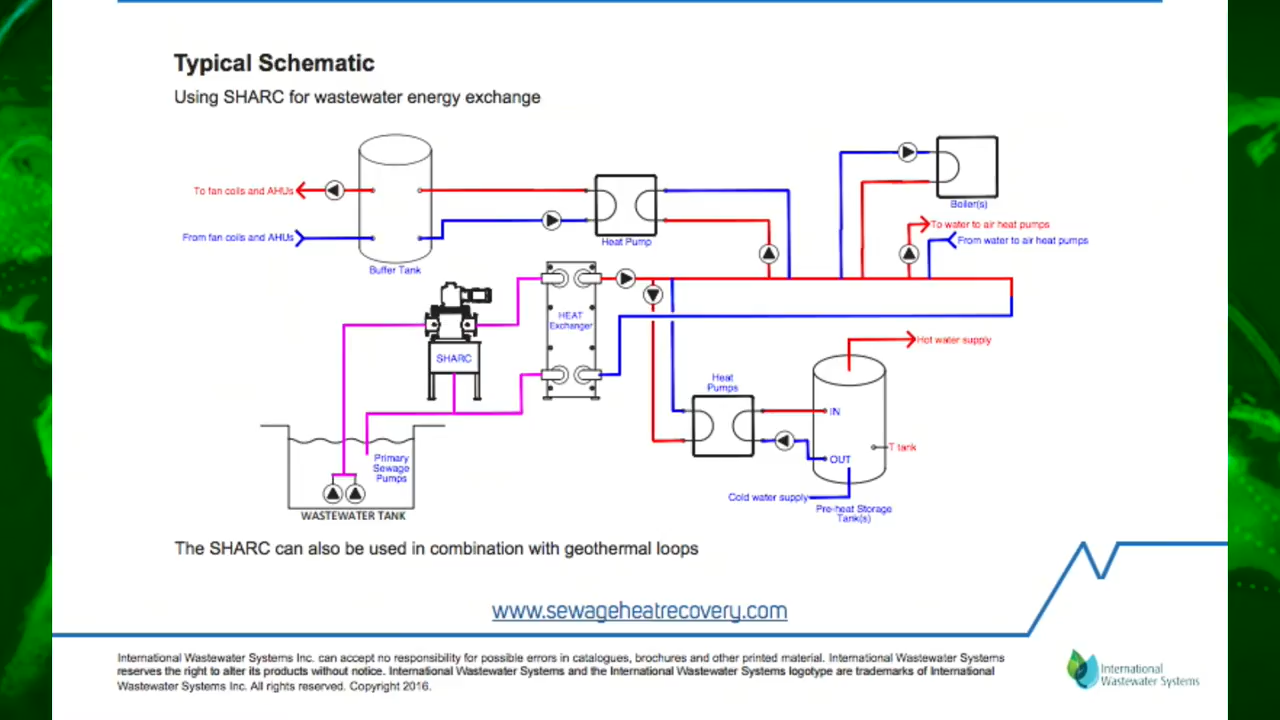 Typical Schematic
Using SHARC for wastewater energy exchange
To fan coils and AHUs
From fan coils and AHUs
Buffer Tank
Heat Pump
Boiler(s)
To water to air heat pumps
From water to air heat pumps
HEAT
Exchanger
SHARC
Hot water supply
Heat
Pumps
IN
T tank
OUT
Primary
Sewage
Pumps
Cold water supply
Pre-heat Storage
Tank(s)
WASTEWATER TANK
The SHARC can also be used in combination with geothermal loops
www.sewageheatrecovery.com
International Wastewater Systems Inc. can accept no responsibility for possible errors in catalogues, brochures and other printed material. International Wastewater Systems
reserves the right to alter its products without notice. International Wastewater Systems and the International Wastewater Systems logotype are trademarks of International
Wastewater Systems Inc. All rights reserved. Copyright 2016.
International
Wastewater Systems